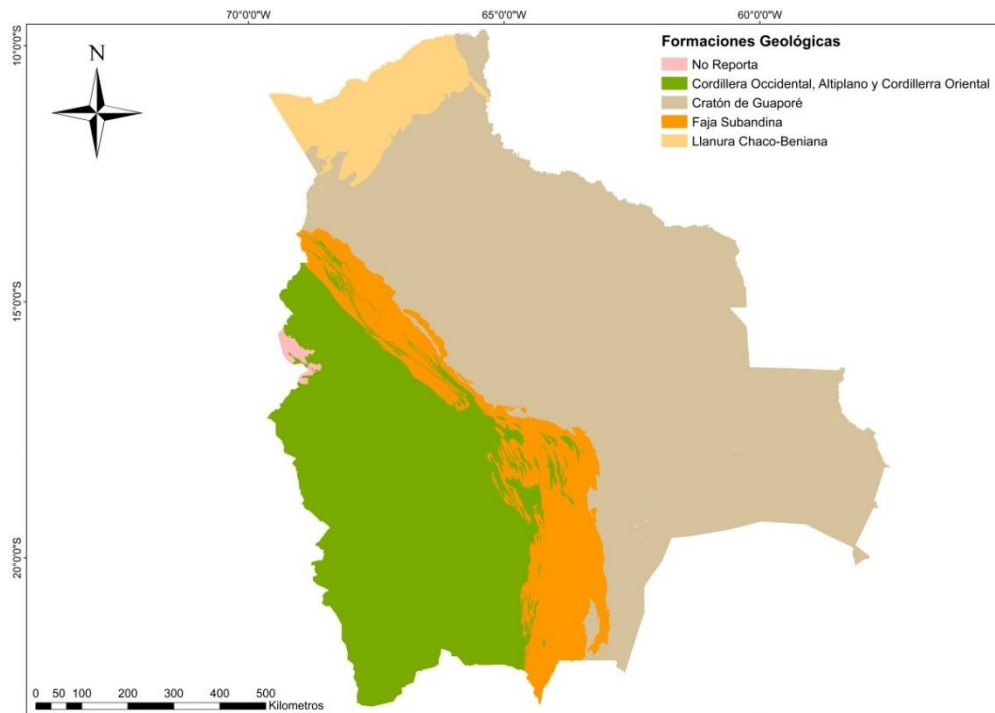 70°0'0"W 65°0'0"W 60°0'0"W
10°0'0"S
15°0'0"S
20°0'0"S
N
Formaciones Geológicas
No Reporta
Cordillera Occidental, Altiplano y Cordillerra Oriental
Cratón de Guaporé
Faja Subandina
Llanura Chaco-Beniana
0 50 100 200 300 400 500
Kilometros